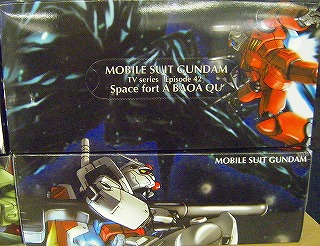 MOBILE SUIT GUNDAM
TV series Episode 42
Space fort A BAOA QU
MOBILE SUIT GUNDAM